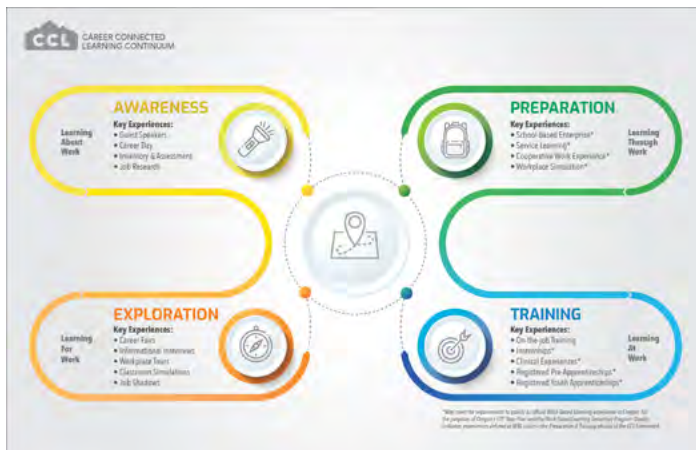 CCL
CAREER CONNECTED
LEARNING CONTINUUM
AWARENESS
Learning
About
Work
Key Experiences:
• Guest Speakers
• Career Day
• Inventory & Assessment
• Job Research
PREPARATION
Key Experiences:
• School-based Enterprise*
• Service Learning*
• Cooperative Work Experience*
• Workplace Simulation*
Learning
Through
Work
EXPLORATION
Learning
For
Work
Key Experiences:
• Career Fairs
• Informational Interviews
• Workplace Tours
• Classroom Simulations
• Job Shadows
TRAINING
Key Experiences:
• On-the-job Training
• Internships*
• Clinical Experiences*
• Registered Pre-Apprenticeships*
• Registered Youth Apprenticeships*
Learning
At
Work